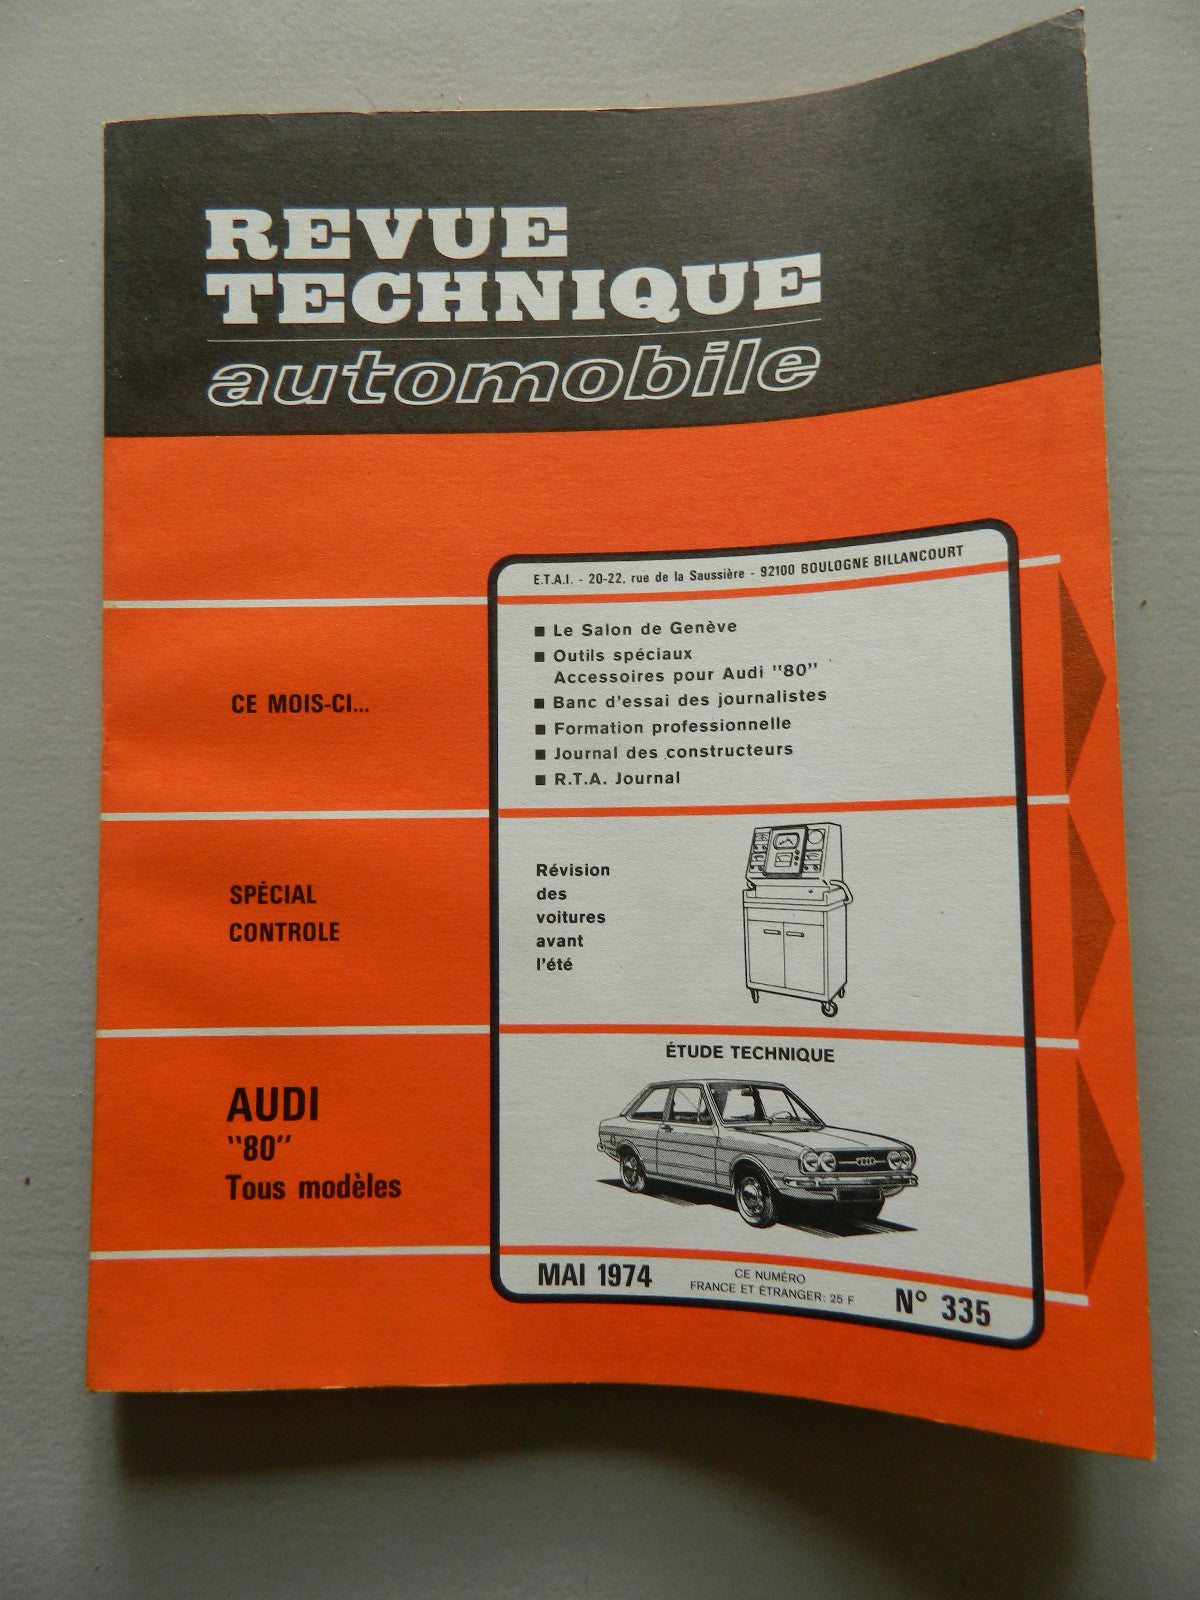 REVUE
TECHNIQUE
automobile
E.T.A.I. - 20-22, rue de la Saussière - 92100 BOULOGNE BILLANCOURT
CE MOIS-CI...
■ Le Salon de Genève
■ Outils spéciaux
Accessoires pour Audi "80"
■ Banc d'essai des journalistes
■ Formation professionnelle
■ Journal des constructeurs
■ R.T.A. Journal
SPÉCIAL
CONTROLE
Révision
des
voitures
avant
l'été
AUDI
"80"
Tous modèles
ÉTUDE TECHNIQUE
MAI 1974
CE NUMÉRO
FRANCE ET ÉTRANGER: 25 F
N° 335